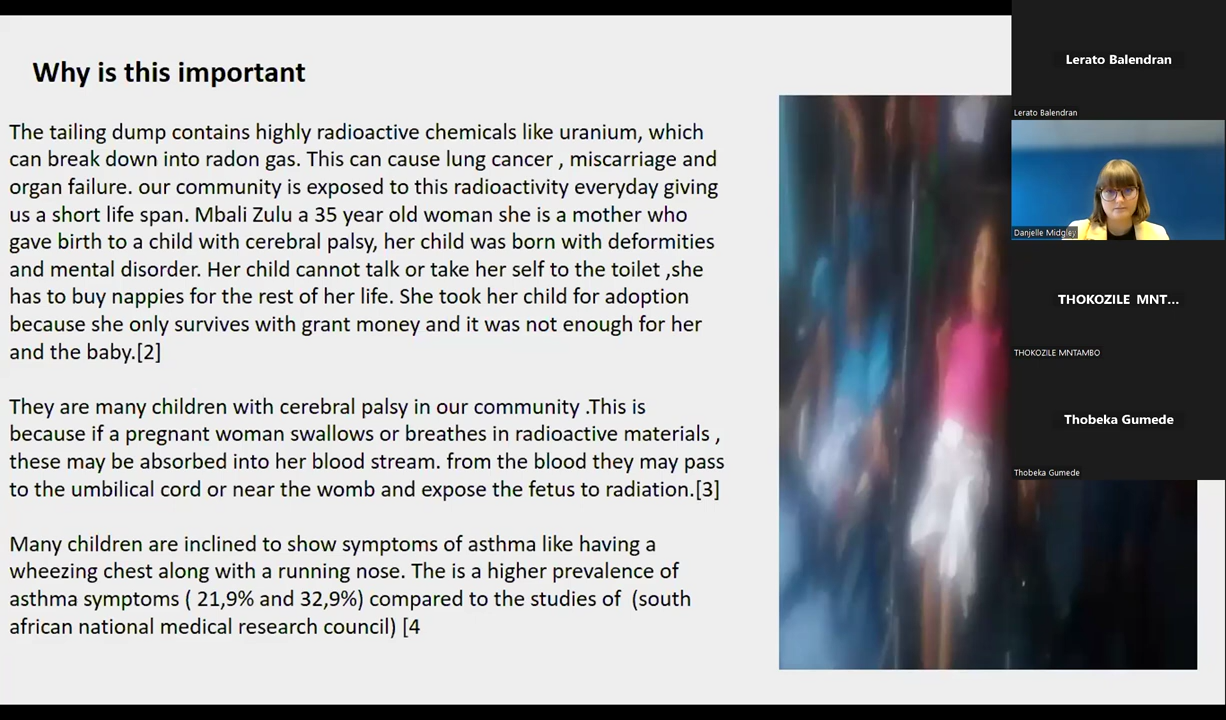 Why is this important
The tailing dump contains highly radioactive chemicals like uranium, which
can break down into radon gas. This can cause lung cancer , miscarriage and
organ failure. our community is exposed to this radioactivity everyday giving
us a short life span. Mbali Zulu a 35 year old woman she is a mother who
gave birth to a child with cerebral palsy, her child was born with deformities
and mental disorder. Her child cannot talk or take her self to the toilet ,she
has to buy nappies for the rest of her life. She took her child for adoption
because she only survives with grant money and it was not enough for her
and the baby.[2]
They are many children with cerebral palsy in our community .This is
because if a pregnant woman swallows or breathes in radioactive materials ,
these may be absorbed into her blood stream. from the blood they may pass
to the umbilical cord or near the womb and expose the fetus to radiation.[3]
Many children are inclined to show symptoms of asthma like having a
wheezing chest along with a running nose. The is a higher prevalence of
asthma symptoms ( 21,9% and 32,9%) compared to the studies of  (south
african national medical research council) [4
Lerato Balendran
Lerato Balendran
Danjelle Midgley
THOKOZILE MNT...
THOKOZILE MNTAMBO
Thobeka Gumede
Thobeka Gumede